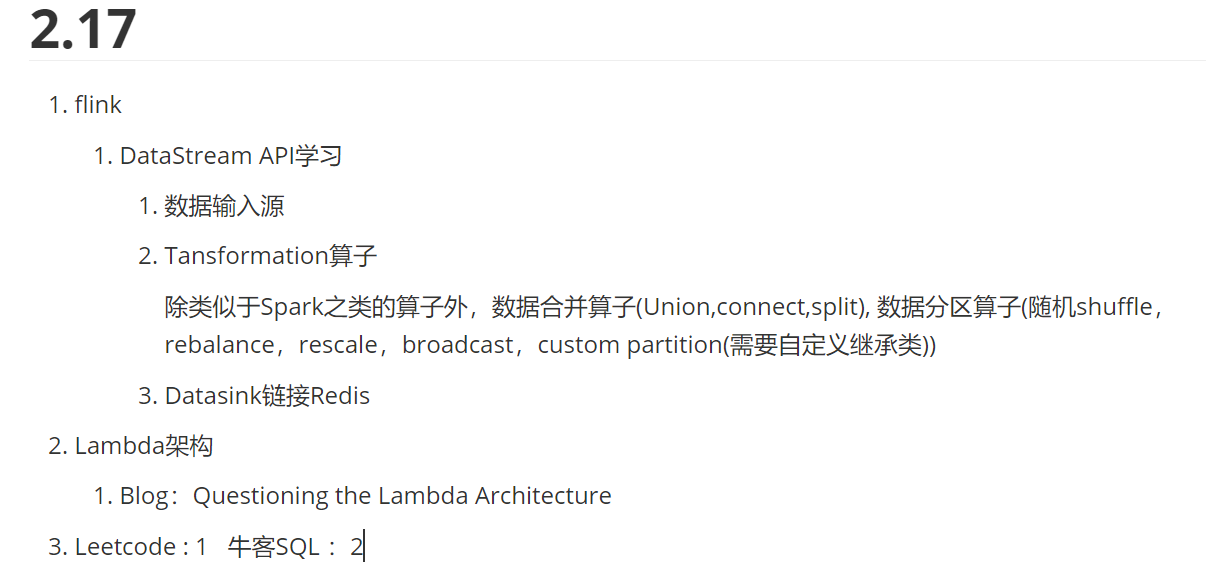 2.17
1. flink
1. DataStream API学习
1. 数据输入源
2. Tansformation算子
除类似于Spark之类的算子外，数据合并算子(Union,connect,split), 数据分区算子(随机shuffle，
rebalance，rescale，broadcast，custom partition(需要自定义继承类))
3. Datasink链接Redis
2. Lambda架构
1. Blog：Questioning the Lambda Architecture
3. Leetcode : 1 牛客SQL ：2